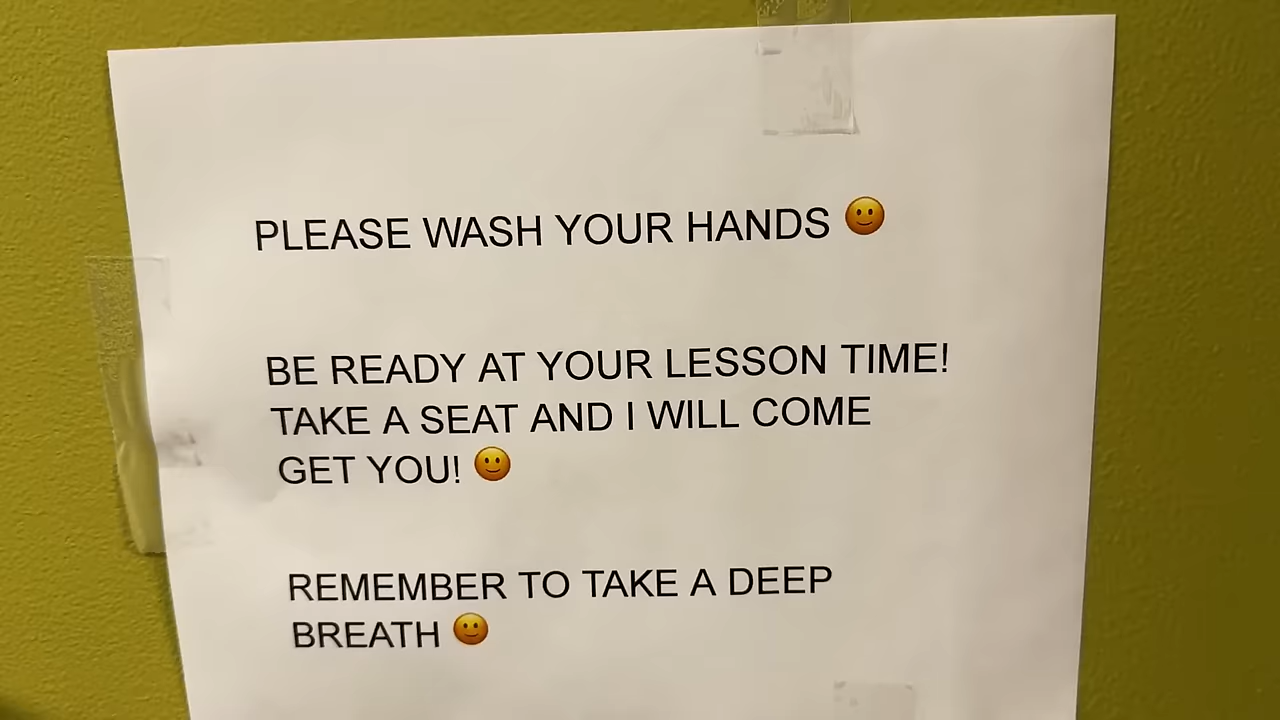 PLEASE WASH YOUR HANDS 🙂
BE READY AT YOUR LESSON TIME!
TAKE A SEAT AND I WILL COME
GET YOU! 🙂
REMEMBER TO TAKE A DEEP
BREATH 🙂